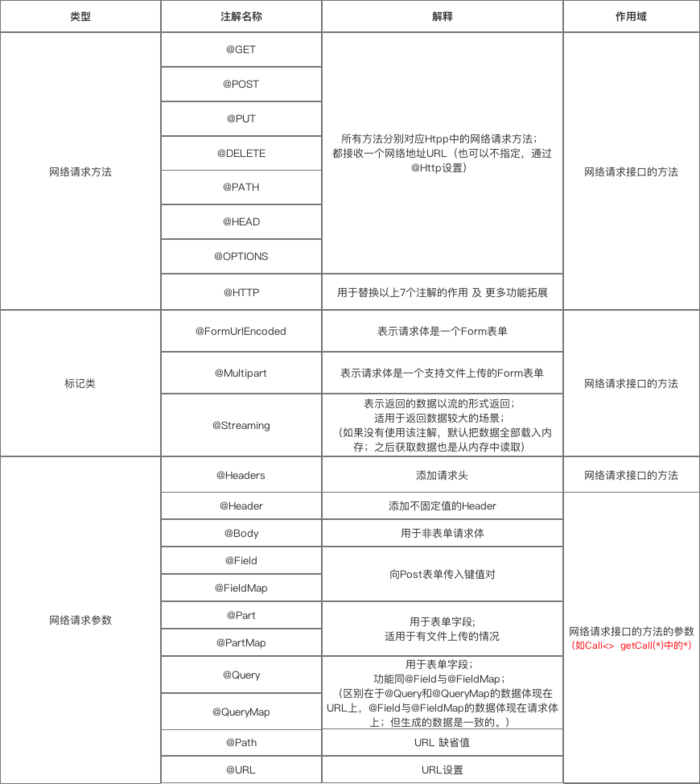 类型
注解名称
解释
作用域
网络请求方法
@GET
@POST
@PUT
@DELETE
@PATH
@HEAD
@OPTIONS
所有方法分别对应Htpp中的网络请求方法；
都接收一个网络地址URL（也可以不指定，通过
@Http设置）
网络请求接口的方法
@HTTP
用于替换以上7个注解的作用 及 更多功能拓展
标记类
@FormUrlEncoded
表示请求体是一个Form表单
网络请求接口的方法
@Multipart
表示请求体是一个支持文件上传的Form表单
@Streaming
表示返回的数据以流的形式返回；
适用于返回数据较大的场景；
（如果没有使用该注解，默认把数据全部载入内
存；之后获取数据也是从内存中读取）
网络请求参数
@Headers
添加请求头
网络请求接口的方法
@Header
添加不固定值的Header
@Body
用于非表单请求体
@Field
@FieldMap
向Post表单传入键值对
@Part
@PartMap
用于表单字段;
适用于有文件上传的情况
网络请求接口的方法的参数
（如Call<> getCall(*)中的*）
@Query
@QueryMap
用于表单字段；
功能同@Field与@FieldMap；
（区别在于@Query和@QueryMap的数据体现在
URL上，@Field与@FieldMap的数据体现在请求体
上；但生成的数据是一致的。）
@Path
URL 缺省值
@URL
URL设置